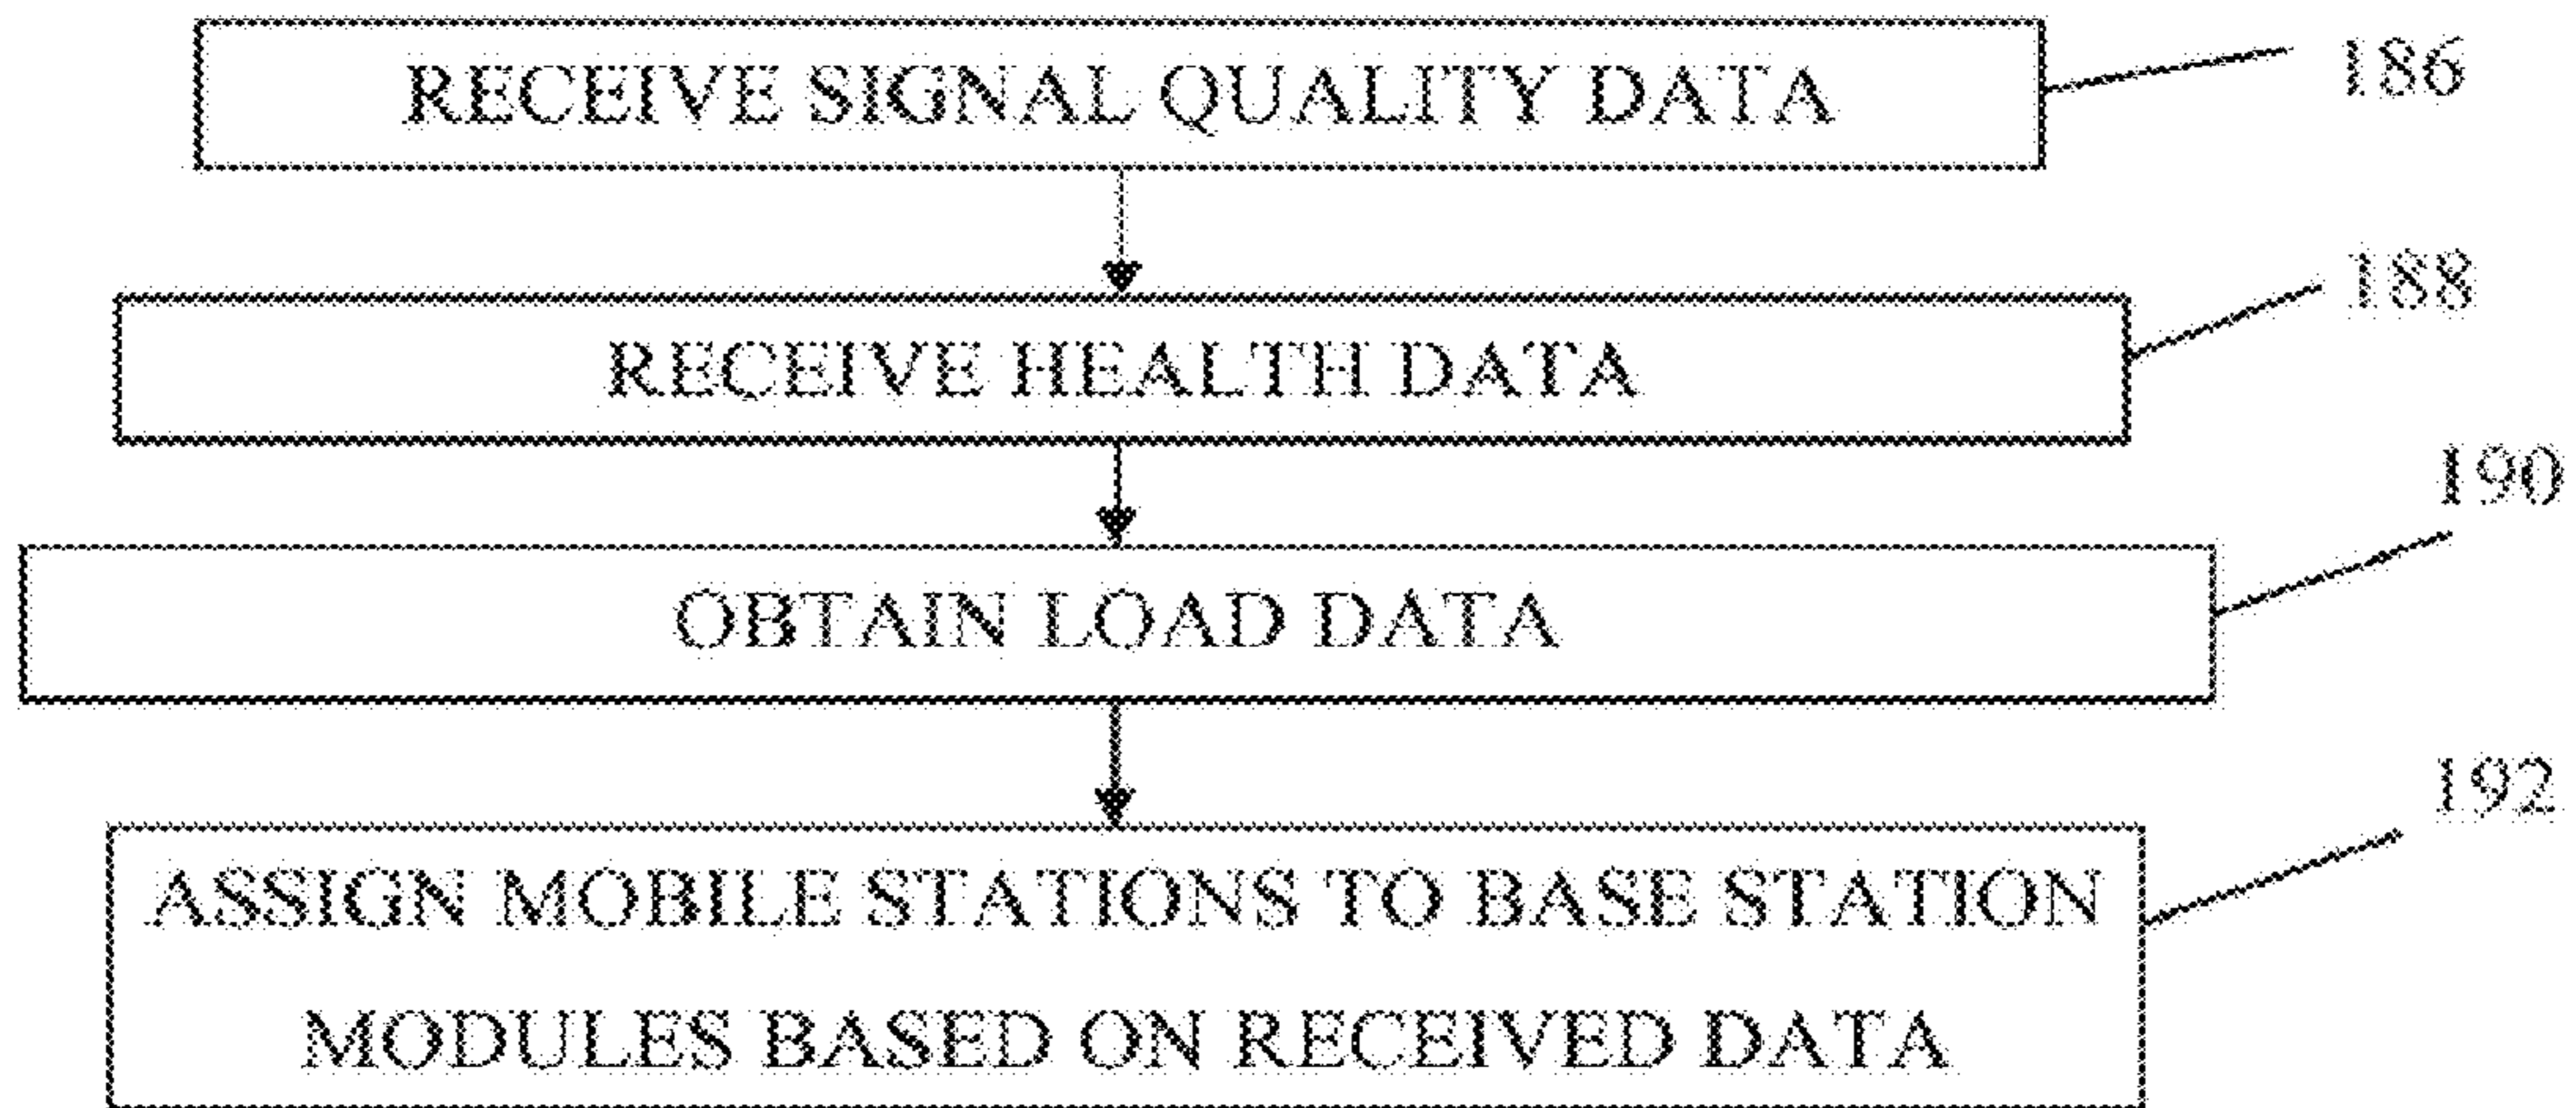 RECEIVE SIGNAL QUALITY DATA
186
RECEIVE HEALTH DATA
188
OBTAIN LOAD DATA
190
ASSIGN MOBILE STATIONS TO BASE STATION
MODULES BASED ON RECEIVED DATA
192